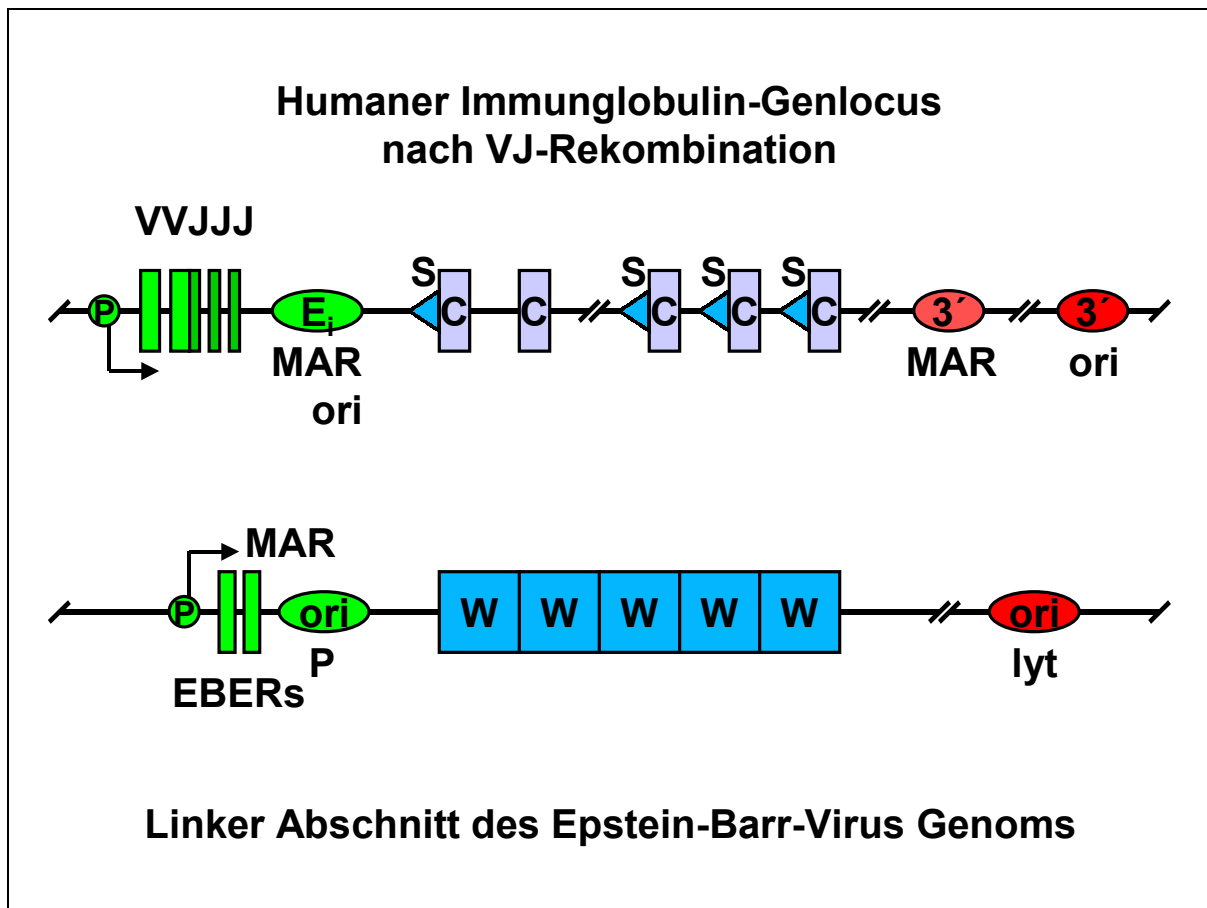 Humaner Immunglobulin-Genlocus
nach VJ-Rekombination
VVJJJ
S S S S
P Ei C C C C C 3´ 3´
MAR MAR ori
ori
MAR
P ori W W W W W ori
P lyt
EBERs
Linker Abschnitt des Epstein-Barr-Virus Genoms